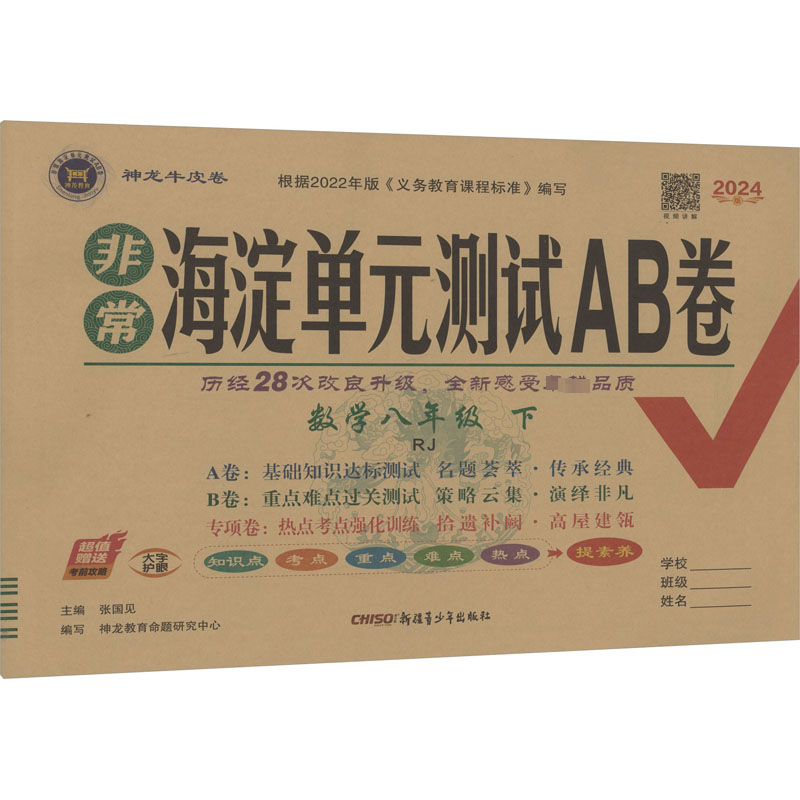 神龙牛皮卷
根据2022年版《义务教育课程标准》编写
视频讲解
2024
版
神龙教育
非常
海淀单元测试AB卷
历经28次改良升级,全新感受 品质
数学八年级 下
RJ
A卷:基础知识达标测试 名题荟萃·传承经典
B卷:重点难点过关测试 策略云集·演绎非凡
专项卷:热点考点强化训练 拾遗补阙·高屋建瓴
超值
赠送
考前攻略
大字
护眼
知识点 考点 重点 难点 热点 提素养
学校
班级
姓名
主编 张国见
编写 神龙教育命题研究中心
CHISO 新疆青少年出版社